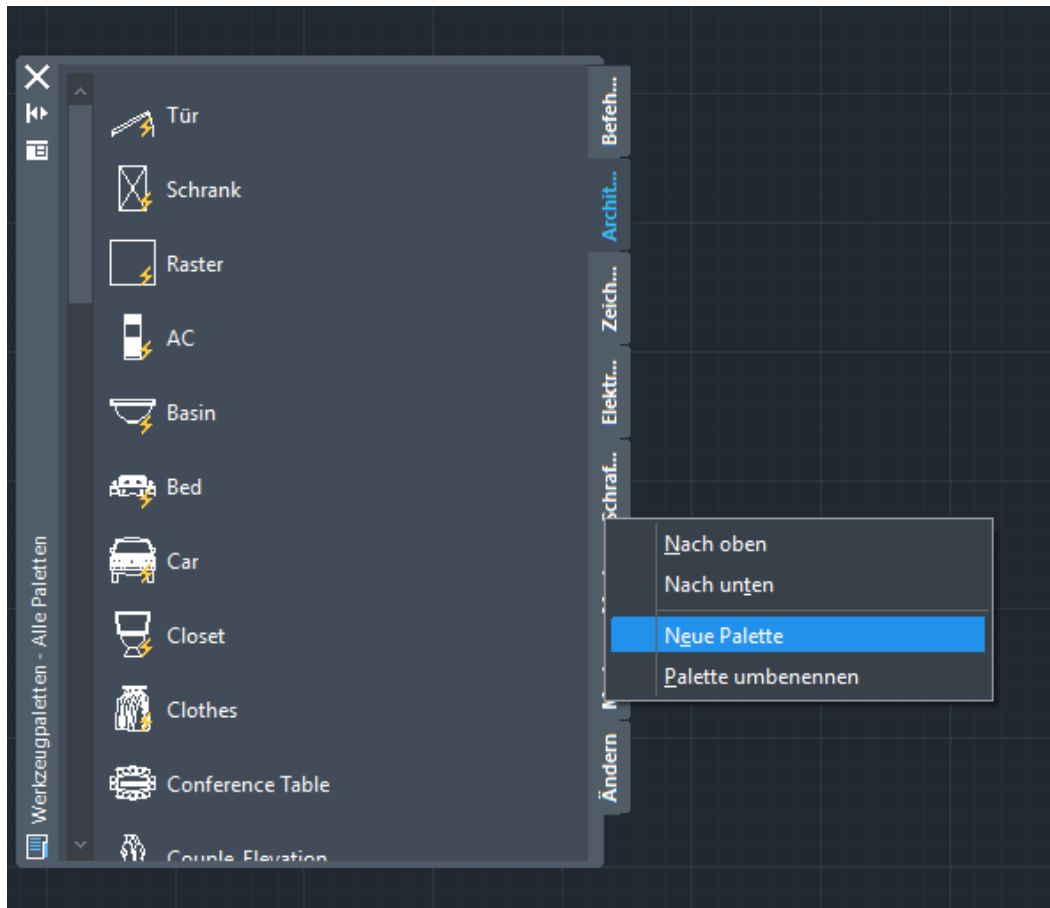 Tür
Schrank
Raster
AC
Basin
Bed
Car
Closet
Clothes
Conference Table
Couple Elevation
Werkzeugpaletten - Alle Paletten
Befeh...
Archit...
Zeich...
Elektr...
Schraf...
Ändern
Nach oben
Nach unten
Neue Palette
Palette umbenennen